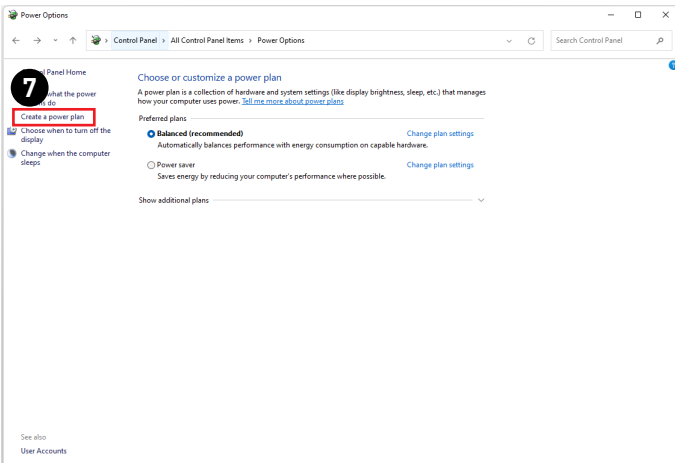 Power Options
Control Panel > All Control Panel Items > Power Options
Search Control Panel
7
Panel Home
what the power
do
Create a power plan
Choose when to turn off the
display
Change when the computer
sleeps
Choose or customize a power plan
A power plan is a collection of hardware and system settings (like display brightness, sleep, etc.) that manages
how your computer uses power. Tell me more about power plans
Preferred plans
Balanced (recommended)
Change plan settings
Automatically balances performance with energy consumption on capable hardware.
Power saver
Change plan settings
Saves energy by reducing your computer's performance where possible.
Show additional plans
See also
User Accounts